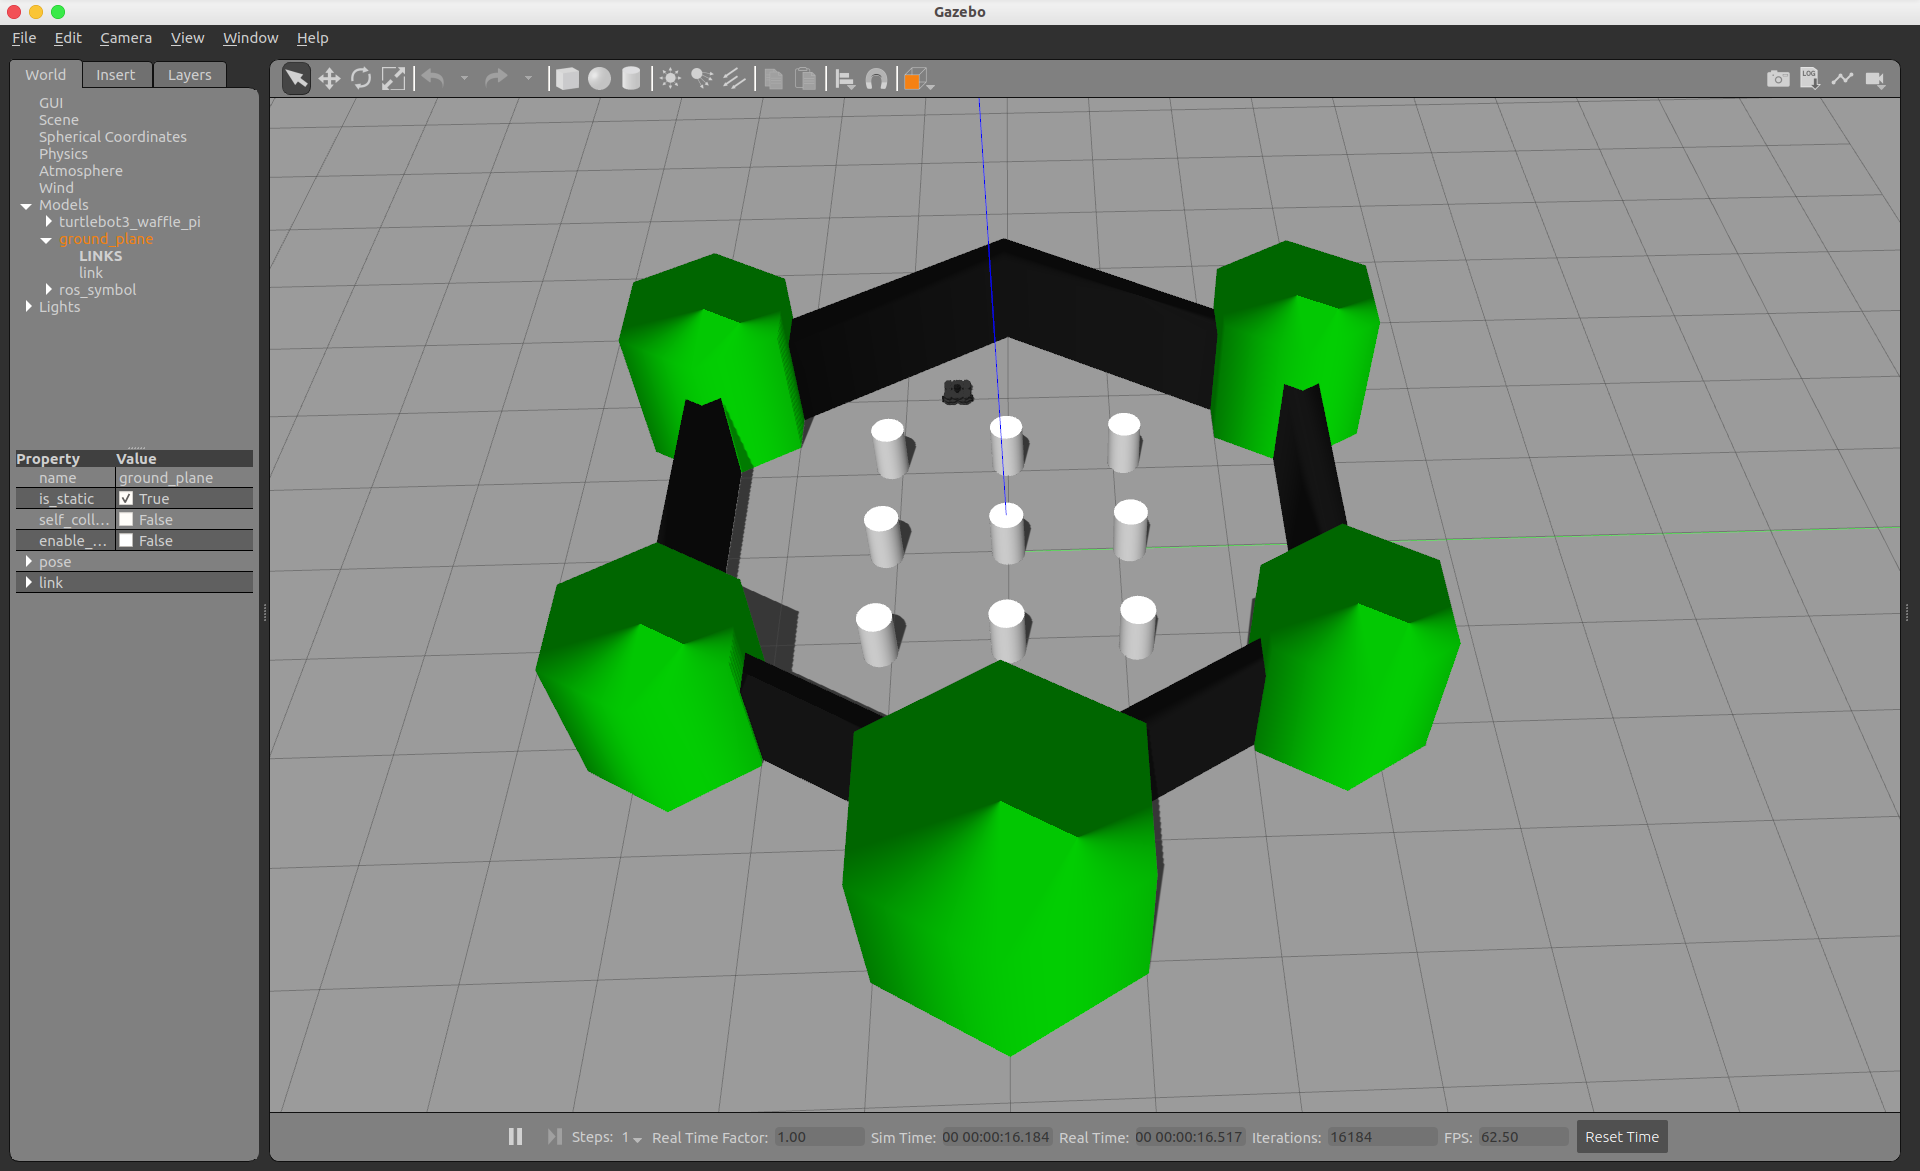 Gazebo
File Edit Camera View Window Help
World Insert Layers
LOG
GUI
Scene
Spherical Coordinates
Physics
Atmosphere
Wind
Models
turtlebot3_waffle_pi
ground_plane
LINKS
link
ros_symbol
Lights
Property Value
name ground_plane
is_static True
self_coll... False
enable_... False
pose
link
Steps: 1 Real Time Factor: 1.00 Sim Time: 00 00:00:16.184 Real Time: 00 00:00:16.517 Iterations: 16184 FPS: 62.50 Reset Time